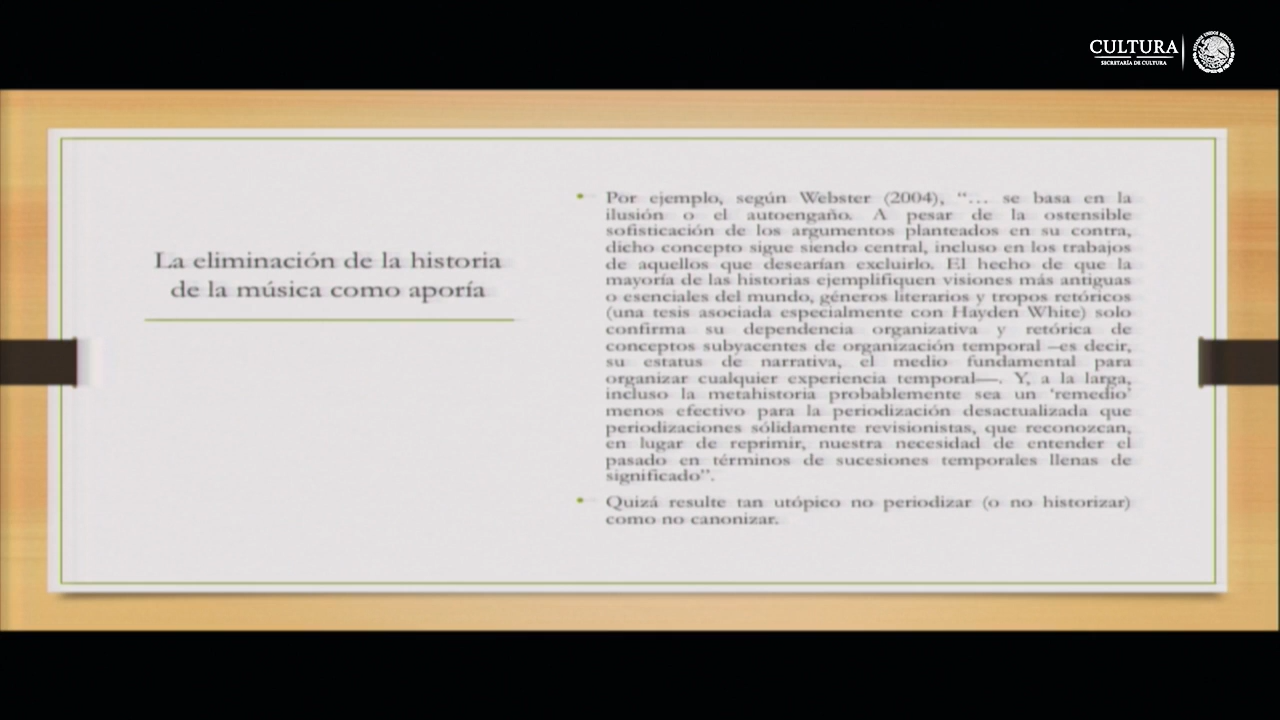 CULTURA
SECRETARÍA DE CULTURA
La eliminación de la historia
de la música como aporía
• Por ejemplo, según Webster (2004), “… se basa en la
ilusión o el autoengaño. A pesar de la ostensible
sofisticación de los argumentos planteados en su contra,
dicho concepto sigue siendo central, incluso en los trabajos
de aquellos que desearían excluirlo. El hecho de que la
mayoría de las historias ejemplifiquen visiones más antiguas
o esenciales del mundo, géneros literarios y tropos retóricos
(una tesis asociada especialmente con Hayden White) solo
confirma su dependencia organizativa y retórica de
conceptos subyacentes de organización temporal –es decir,
su estatus de narrativa, el medio fundamental para
organizar cualquier experiencia temporal—. Y, a la larga,
incluso la metahistoria probablemente sea un ‘remedio’
menos efectivo para la periodización desactualizada que
periodizaciones sólidamente revisionistas, que reconozcan,
en lugar de reprimir, nuestra necesidad de entender el
pasado en términos de sucesiones temporales llenas de
significado”.
• Quizá resulte tan utópico no periodizar (o no historizar)
como no canonizar.